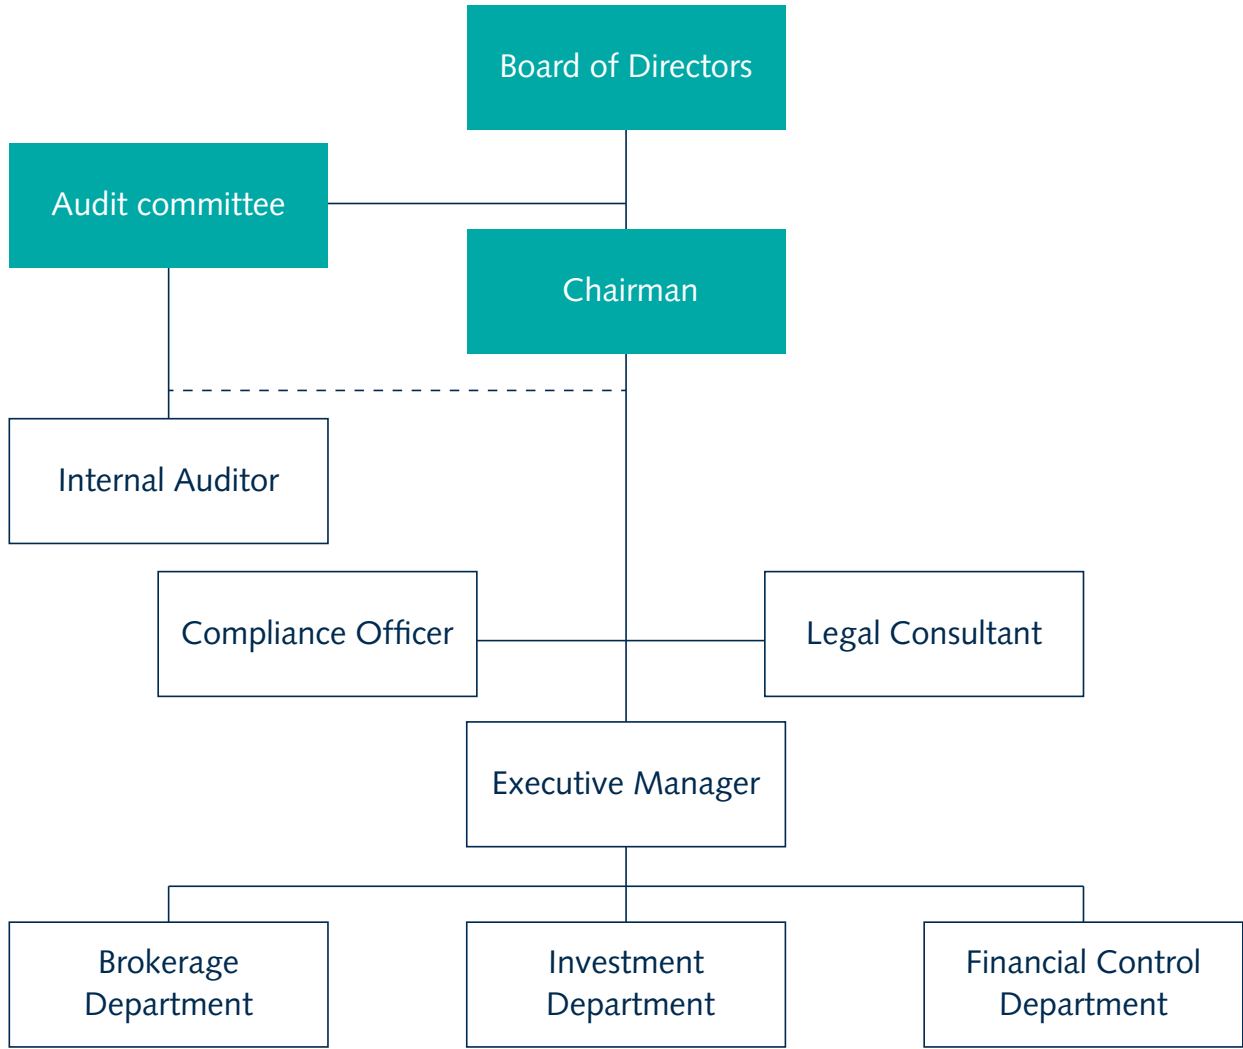 Board of Directors
Audit committee
Chairman
Internal Auditor
Compliance Officer
Legal Consultant
Executive Manager
Brokerage
Department
Investment
Department
Financial Control
Department